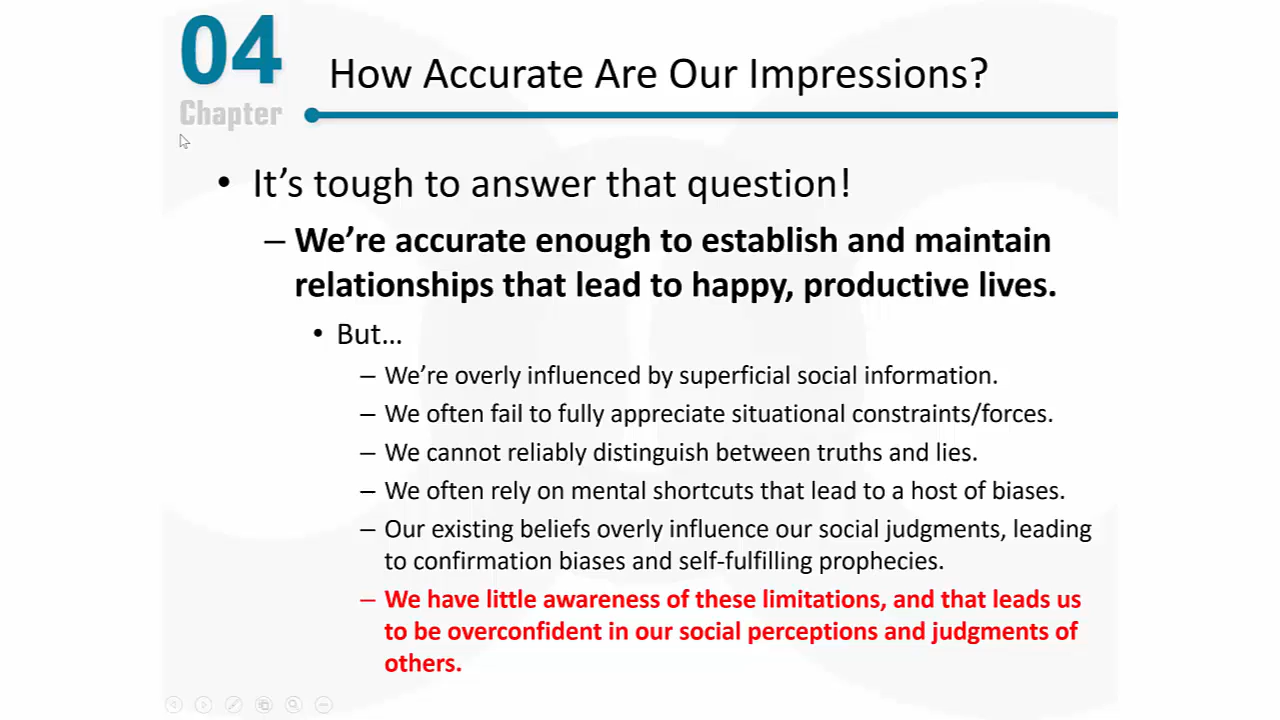 04
Chapter
How Accurate Are Our Impressions?
• It’s tough to answer that question!
– We’re accurate enough to establish and maintain
relationships that lead to happy, productive lives.
• But…
– We’re overly influenced by superficial social information.
– We often fail to fully appreciate situational constraints/forces.
– We cannot reliably distinguish between truths and lies.
– We often rely on mental shortcuts that lead to a host of biases.
– Our existing beliefs overly influence our social judgments, leading
to confirmation biases and self-fulfilling prophecies.
– We have little awareness of these limitations, and that leads us
to be overconfident in our social perceptions and judgments of
others.